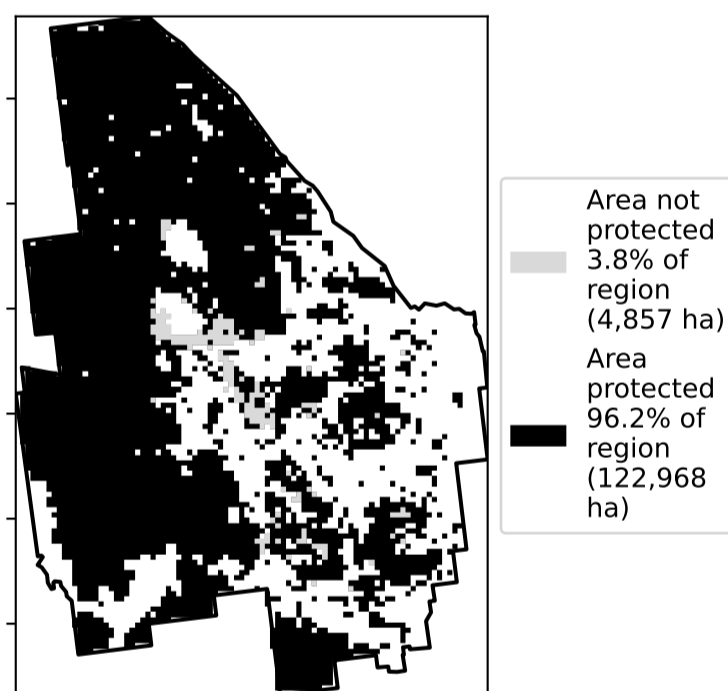 Area not
protected
3.8% of
region
(4,857 ha)
Area
protected
96.2% of
region
(122,968
ha)